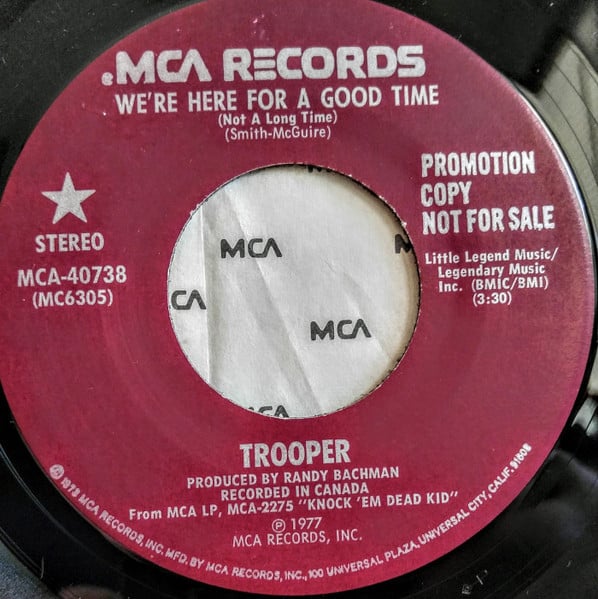 MCA RECORDS
WE'RE HERE FOR A GOOD TIME
(Not A Long Time)
(Smith-McGuire)
STEREO
MCA-40738
(MC6305)
PROMOTION
COPY
NOT FOR SALE
Little Legend Music/
Legendary Music
Inc. (BMIC/BMI)
(3:30)
MCA
CA
MCA
TROOPER
PRODUCED BY RANDY BACHMAN
RECORDED IN CANADA
From MCA LP, MCA-2275 "KNOCK 'EM DEAD KID"
℗ 1977
MCA RECORDS, INC.
1973 MCA RECORDS, INC. MFD. BY MCA RECORDS, INC., 100 UNIVERSAL PLAZA, UNIVERSAL CITY, CALIF. 91608